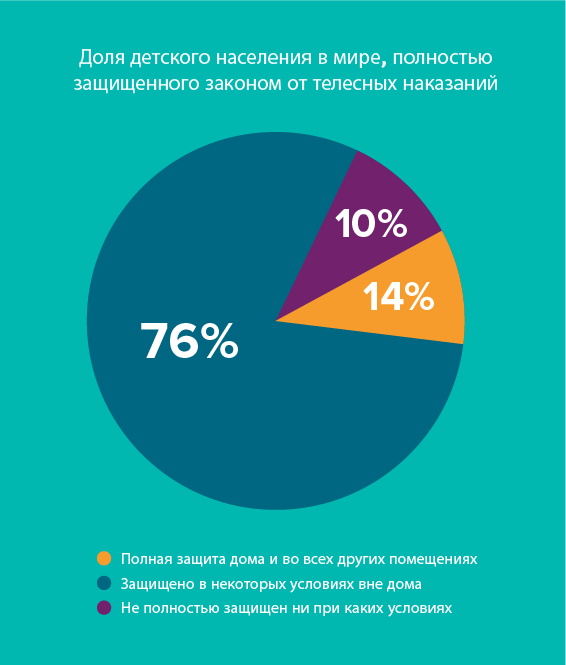 Доля детского населения в мире, полностью
защищенного законом от телесных наказаний
10%
14%
76%
Полная защита дома и во всех других помещениях
Защищено в некоторых условиях вне дома
Не полностью защищен ни при каких условиях